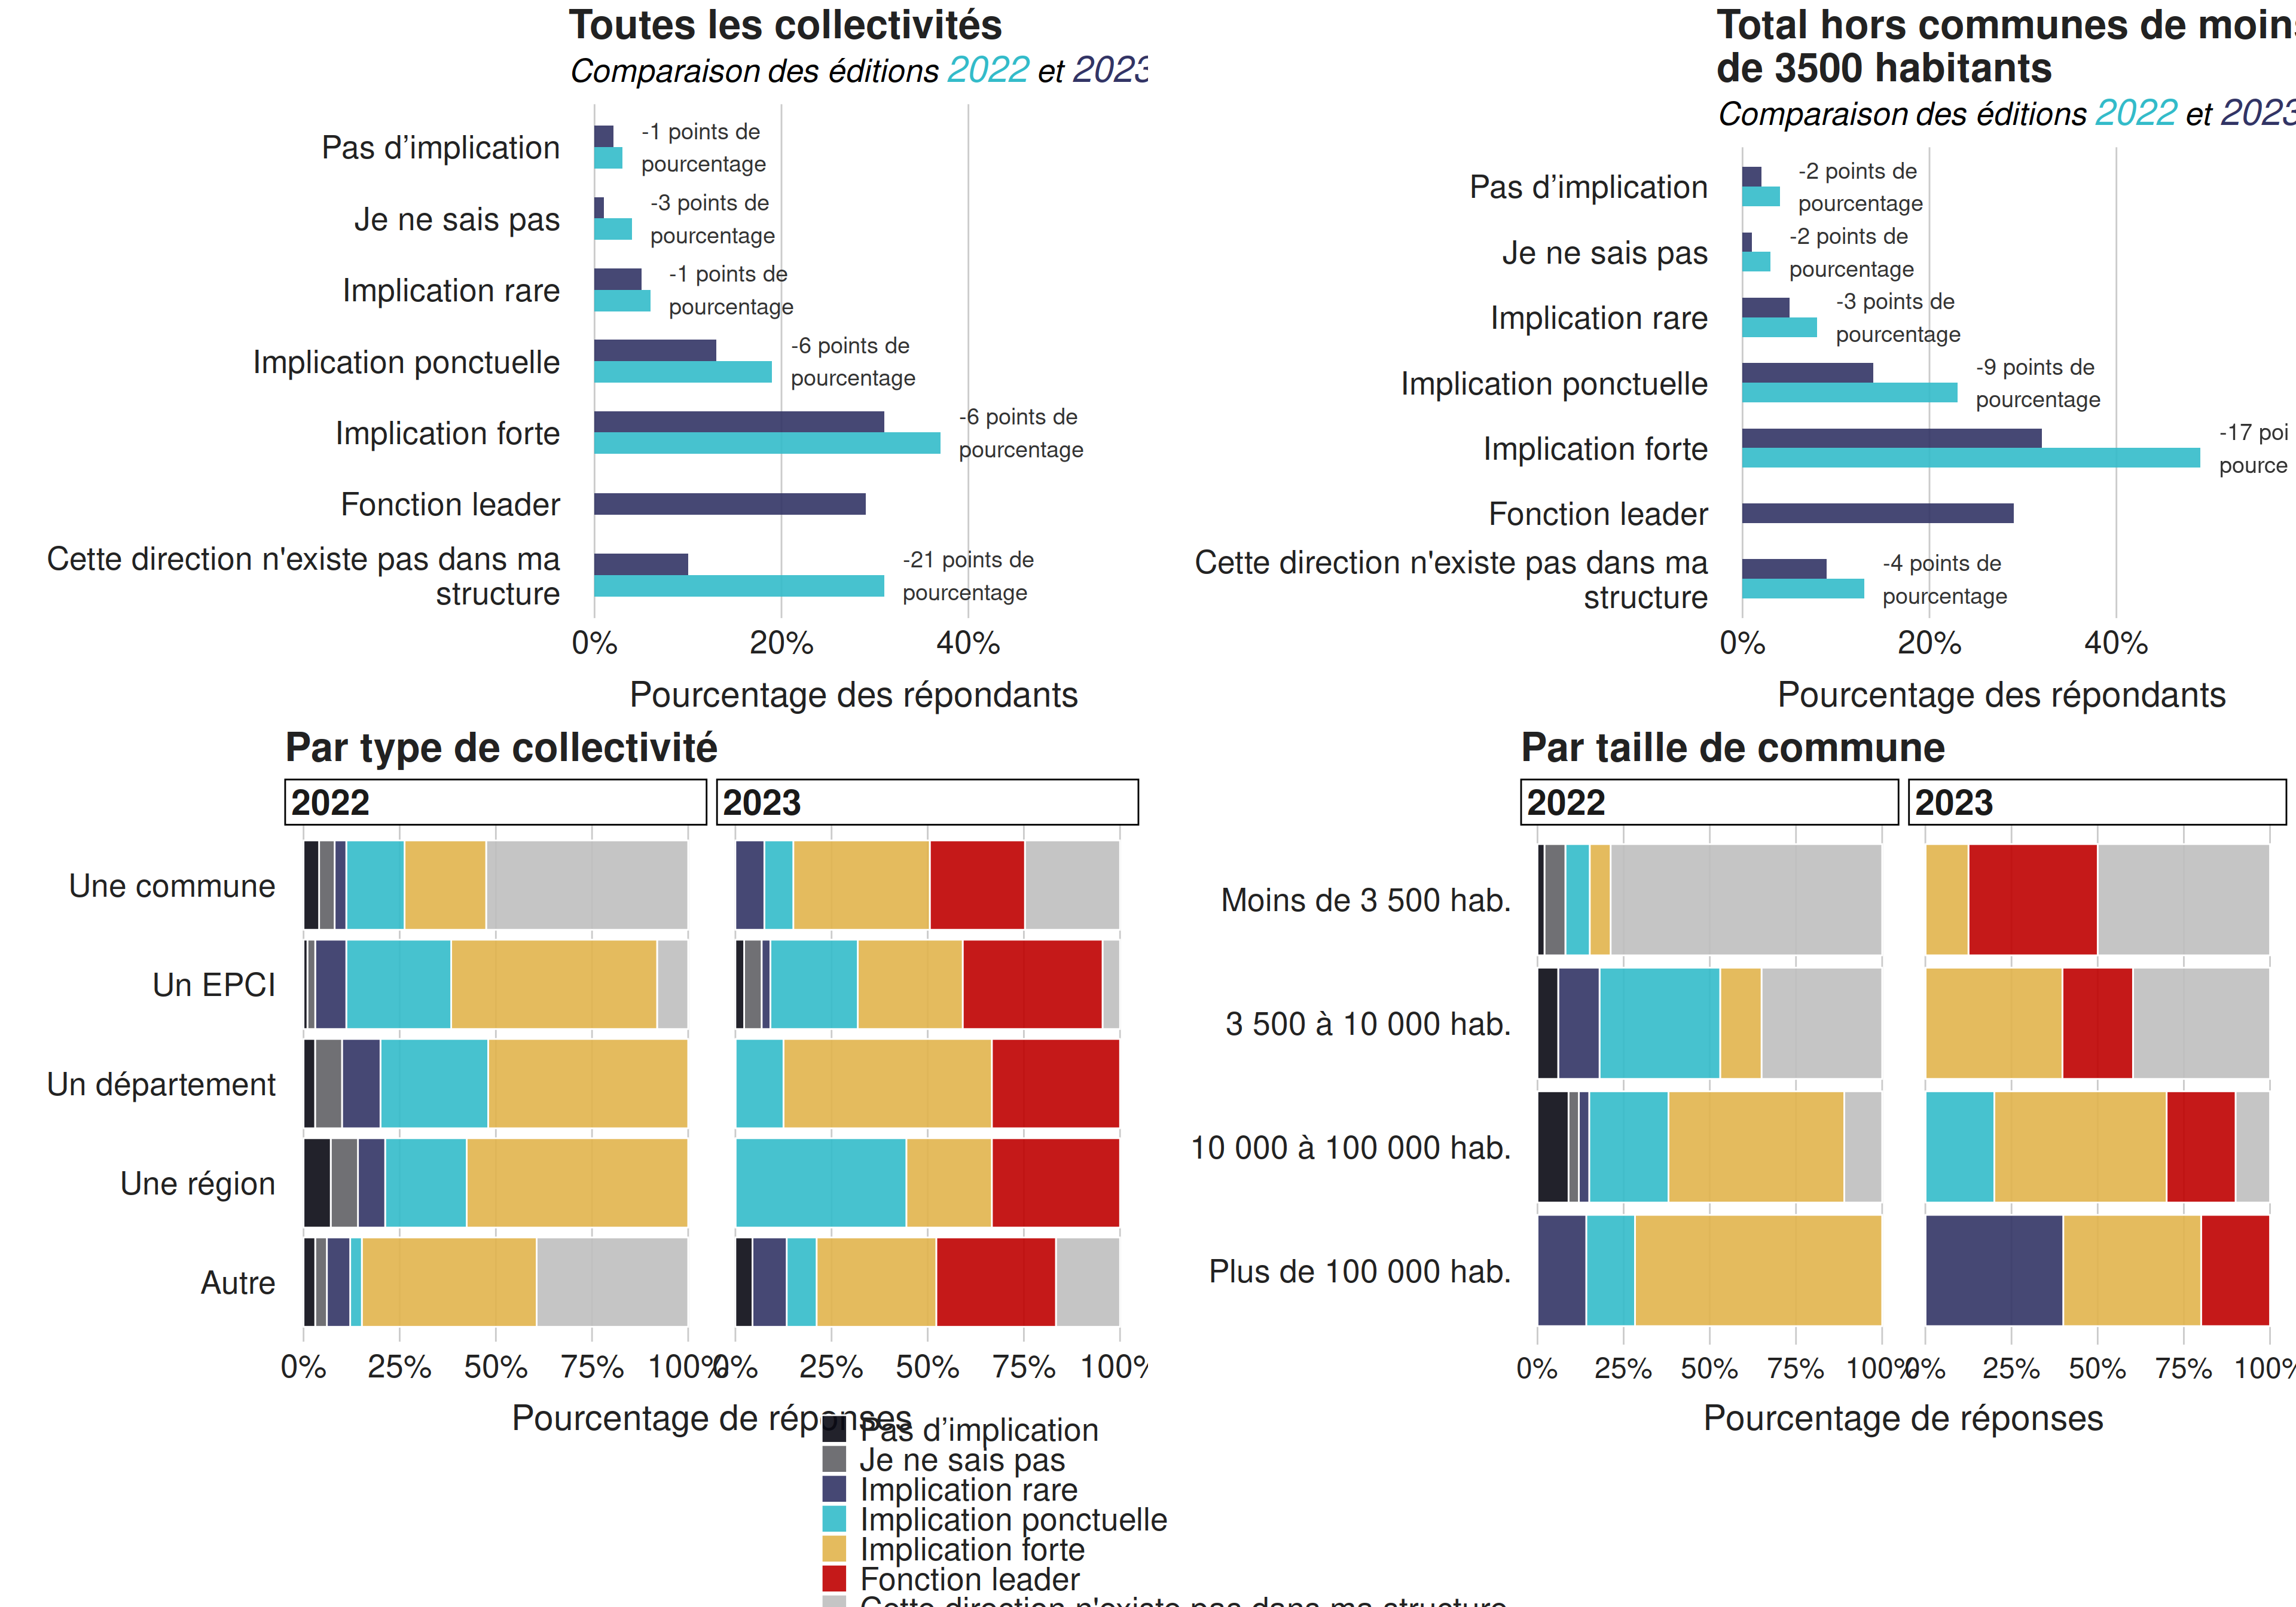 Toutes les collectivités
Comparaison des éditions 2022 et 2023
Pas d’implication
-1 points de
pourcentage
Je ne sais pas
-3 points de
pourcentage
Implication rare
-1 points de
pourcentage
Implication ponctuelle
-6 points de
pourcentage
Implication forte
-6 points de
pourcentage
Fonction leader
Cette direction n'existe pas dans ma
structure
-21 points de
pourcentage
0% 20% 40%
Pourcentage des répondants
Total hors communes de moins
de 3500 habitants
Comparaison des éditions 2022 et 2023
Pas d’implication
-2 points de
pourcentage
Je ne sais pas
-2 points de
pourcentage
Implication rare
-3 points de
pourcentage
Implication ponctuelle
-9 points de
pourcentage
Implication forte
-17 poi
pource
Fonction leader
Cette direction n'existe pas dans ma
structure
-4 points de
pourcentage
0% 20% 40%
Pourcentage des répondants
Par type de collectivité
2022 2023
Une commune
Un EPCI
Un département
Une région
Autre
0% 25% 50% 75% 100% 0% 25% 50% 75% 100%
Pourcentage de réponses
Par taille de commune
2022 2023
Moins de 3 500 hab.
3 500 à 10 000 hab.
10 000 à 100 000 hab.
Plus de 100 000 hab.
0% 25% 50% 75% 100% 0% 25% 50% 75% 100%
Pourcentage de réponses
Pas d’implication
Je ne sais pas
Implication rare
Implication ponctuelle
Implication forte
Fonction leader
Cette direction n'existe pas dans ma structure